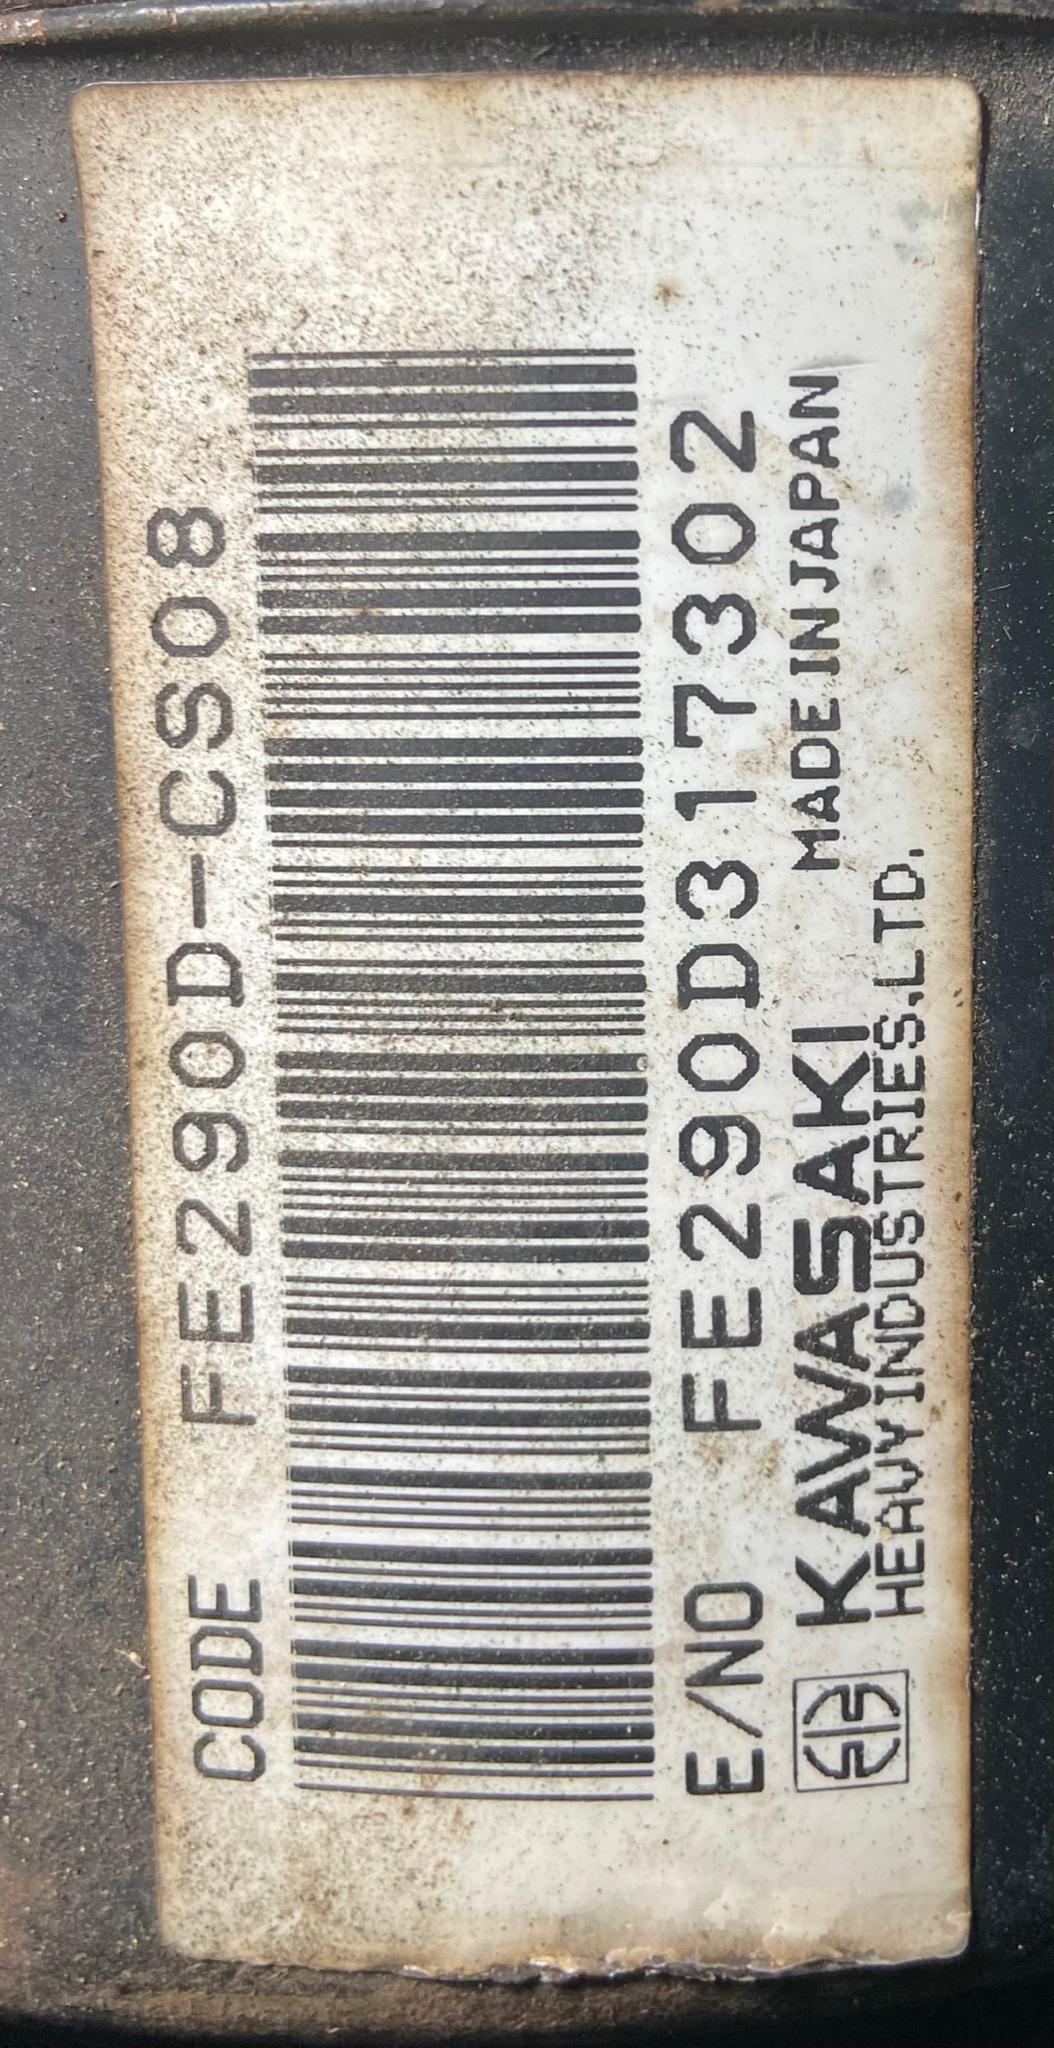 CODE FE290D-CS08
E/NO FE290D317302
KAWASAKI MADE IN JAPAN
HEAVY INDUSTRIES,LTD.